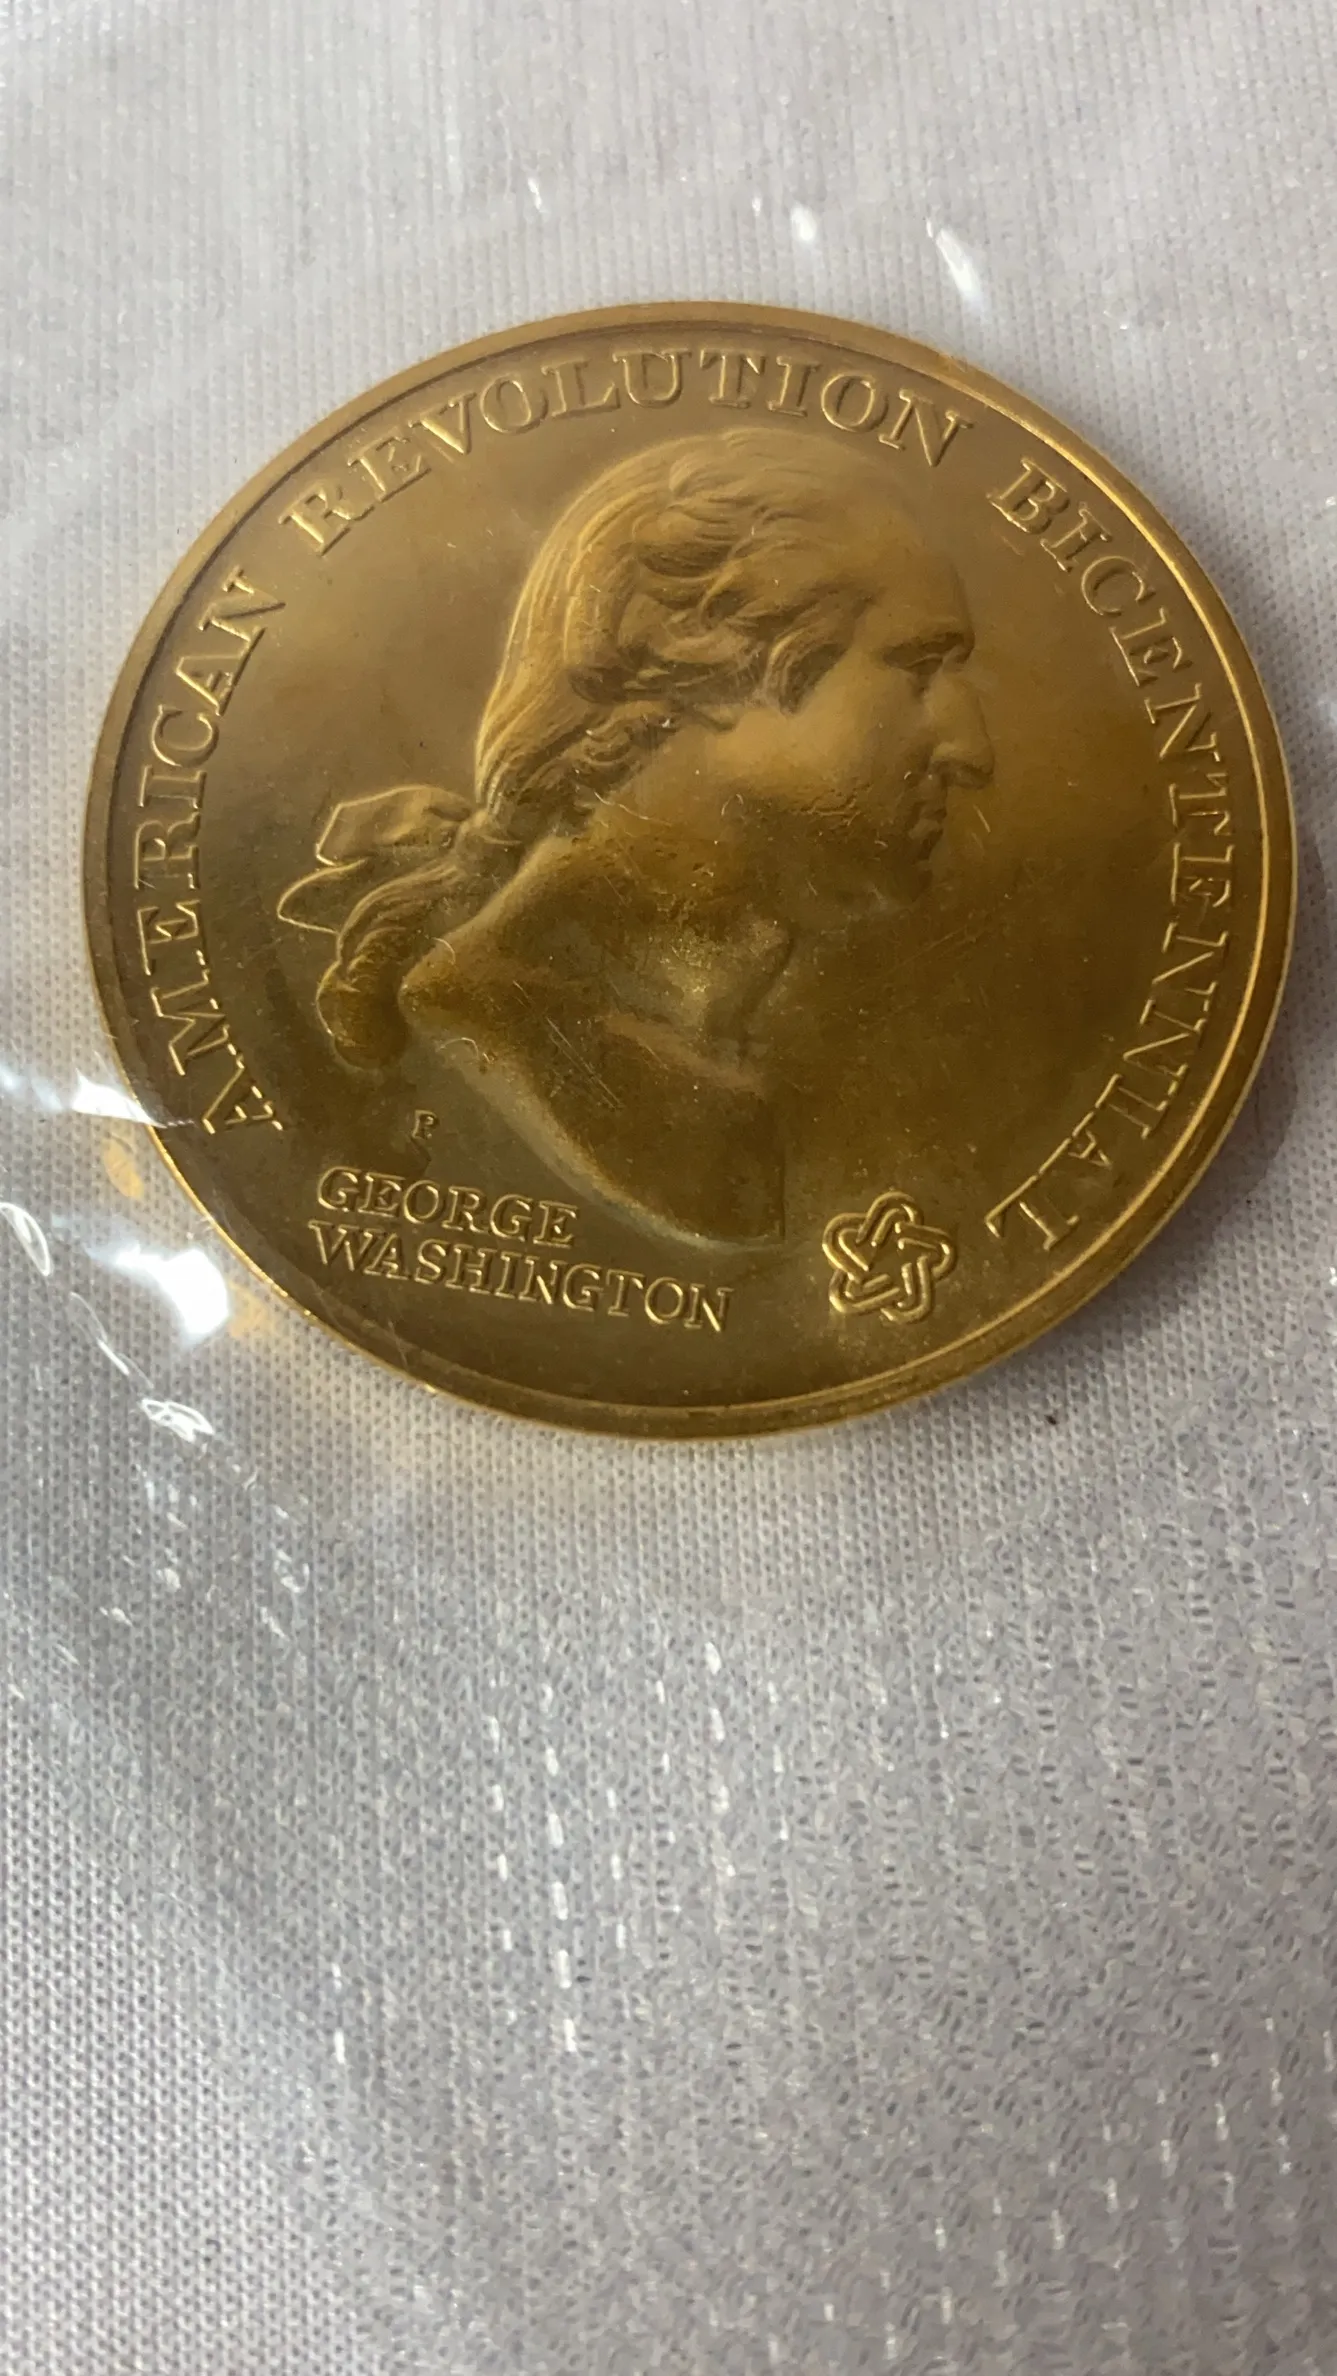 AMERICAN REVOLUTION BICENTENNIAL
P
GEORGE
WASHINGTON